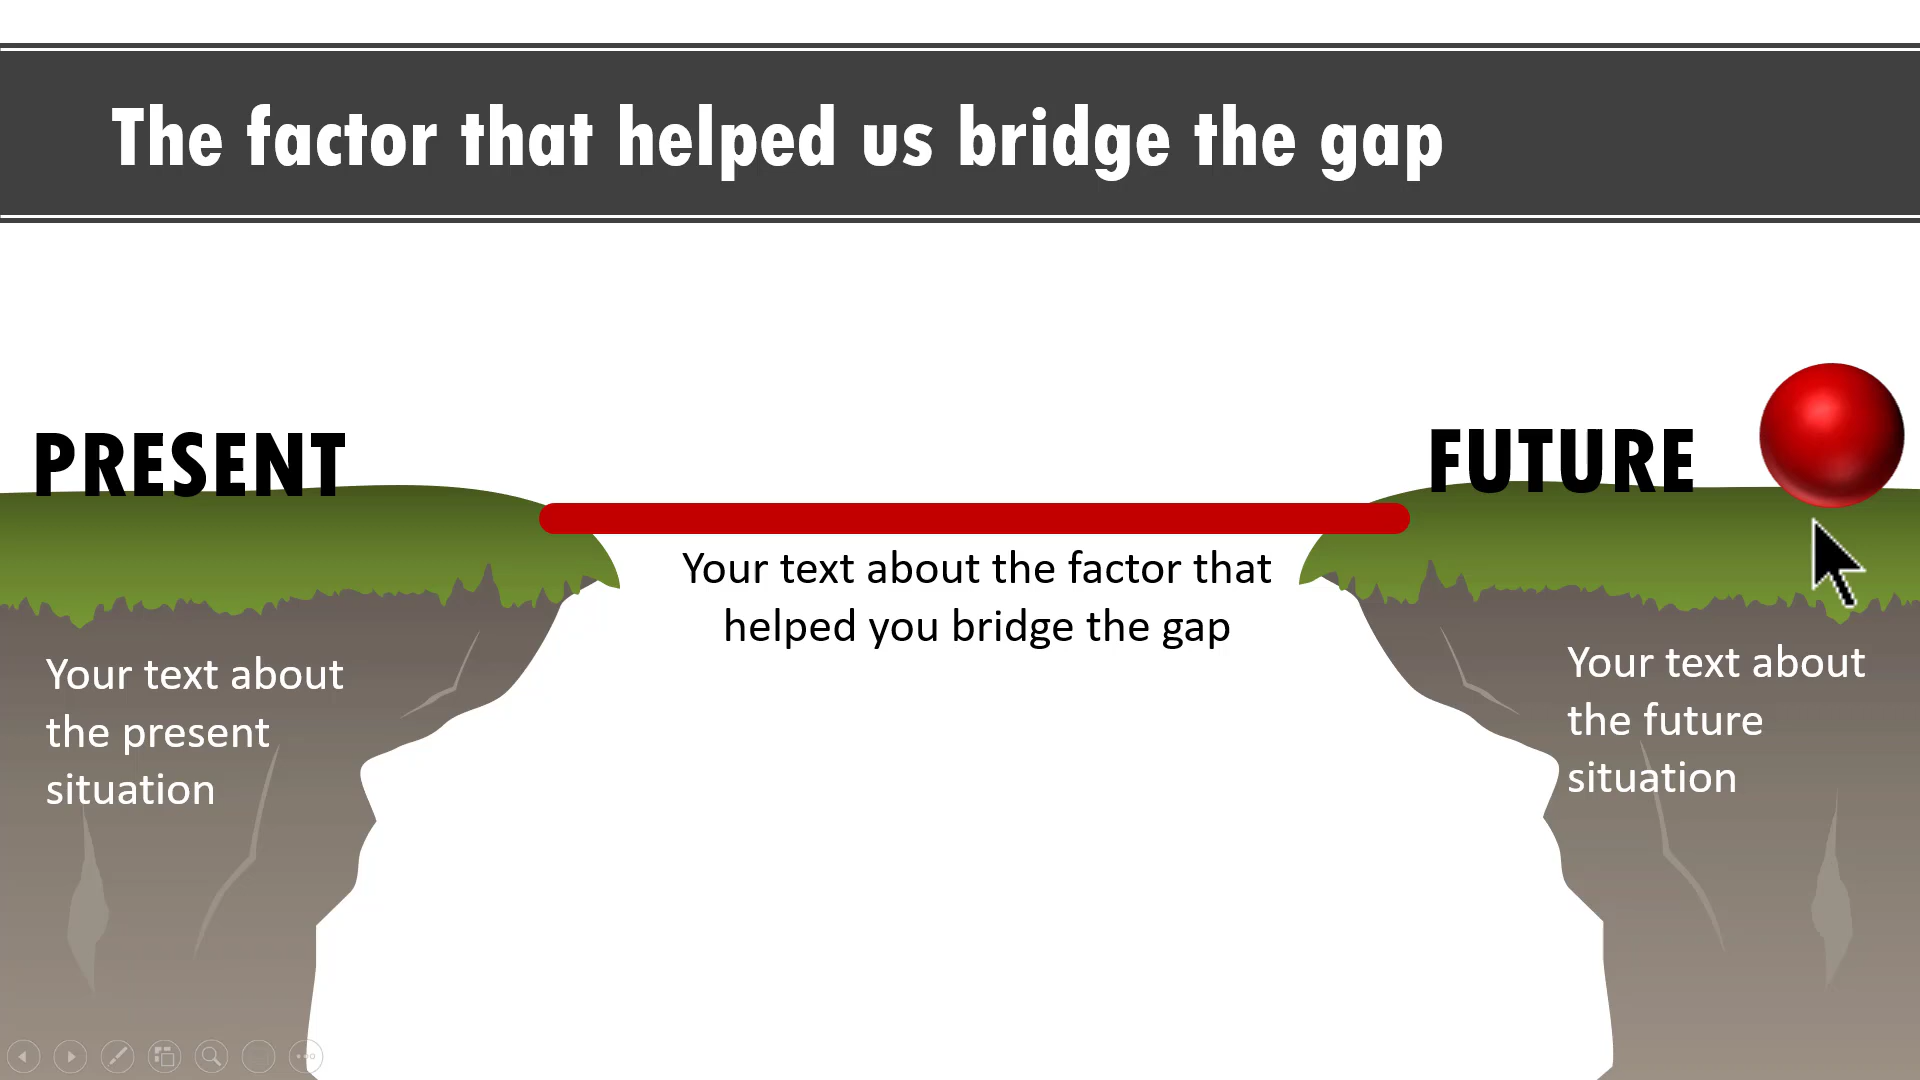 The factor that helped us bridge the gap
PRESENT
FUTURE
Your text about the factor that
helped you bridge the gap
Your text about
the present
situation
Your text about
the future
situation